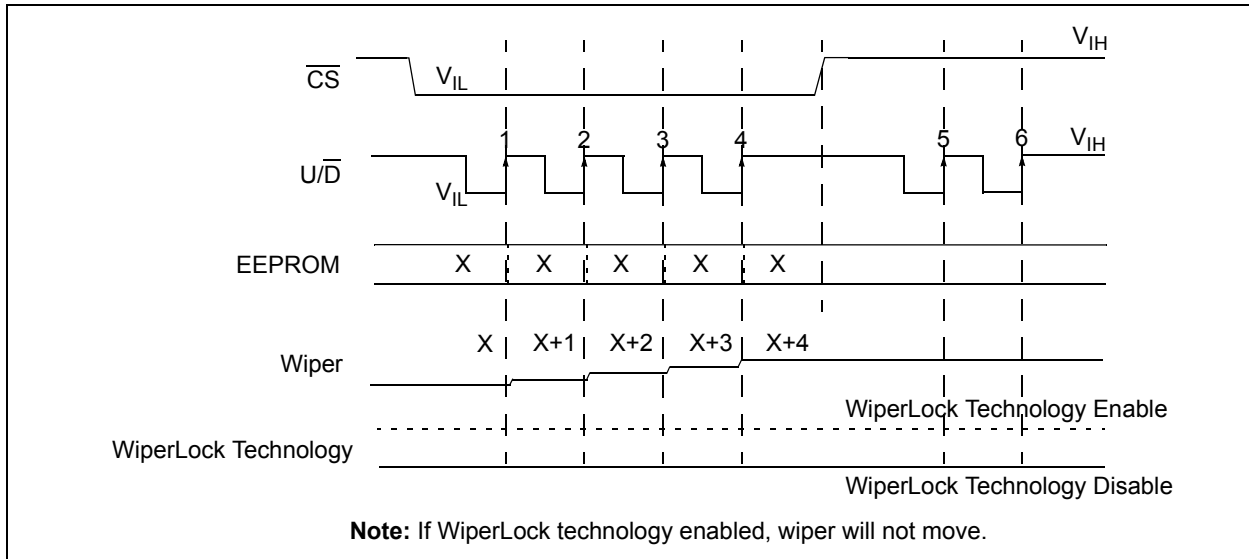 V_IH
C̅S̅
V_IL
1 2 3 4 5 6
V_IH
U/D̅
V_IL
EEPROM X X X X X
X X+1 X+2 X+3 X+4
Wiper
WiperLock Technology Enable
WiperLock Technology
WiperLock Technology Disable
Note: If WiperLock technology enabled, wiper will not move.